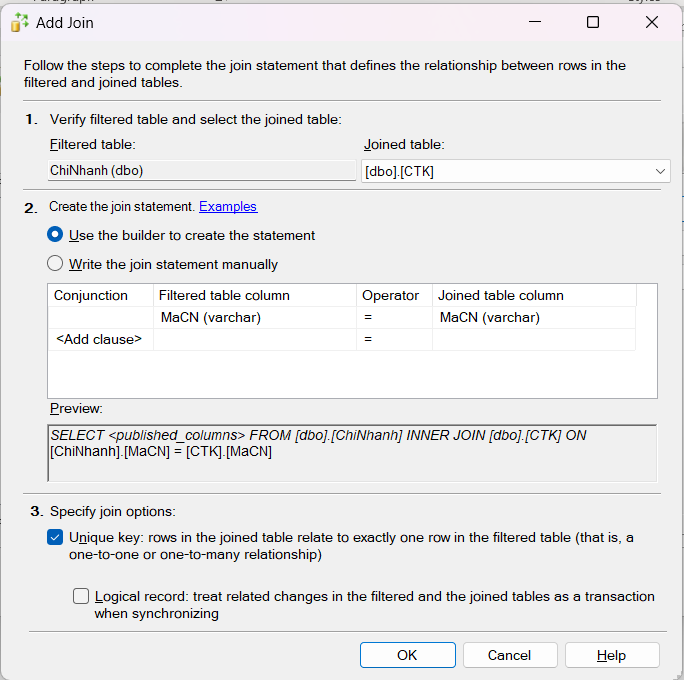 Add Join
Follow the steps to complete the join statement that defines the relationship between rows in the
filtered and joined tables.
1. Verify filtered table and select the joined table:
Filtered table:
Joined table:
ChiNhanh (dbo)
[dbo].[CTK]
2. Create the join statement. Examples
Use the builder to create the statement
Write the join statement manually
Conjunction Filtered table column Operator Joined table column
MaCN (varchar) = MaCN (varchar)
<Add clause> =
Preview:
SELECT <published_columns> FROM [dbo].[ChiNhanh] INNER JOIN [dbo].[CTK] ON
[ChiNhanh].[MaCN] = [CTK].[MaCN]
3. Specify join options:
Unique key: rows in the joined table relate to exactly one row in the filtered table (that is, a
one-to-one or one-to-many relationship)
Logical record: treat related changes in the filtered and the joined tables as a transaction
when synchronizing
OK Cancel Help